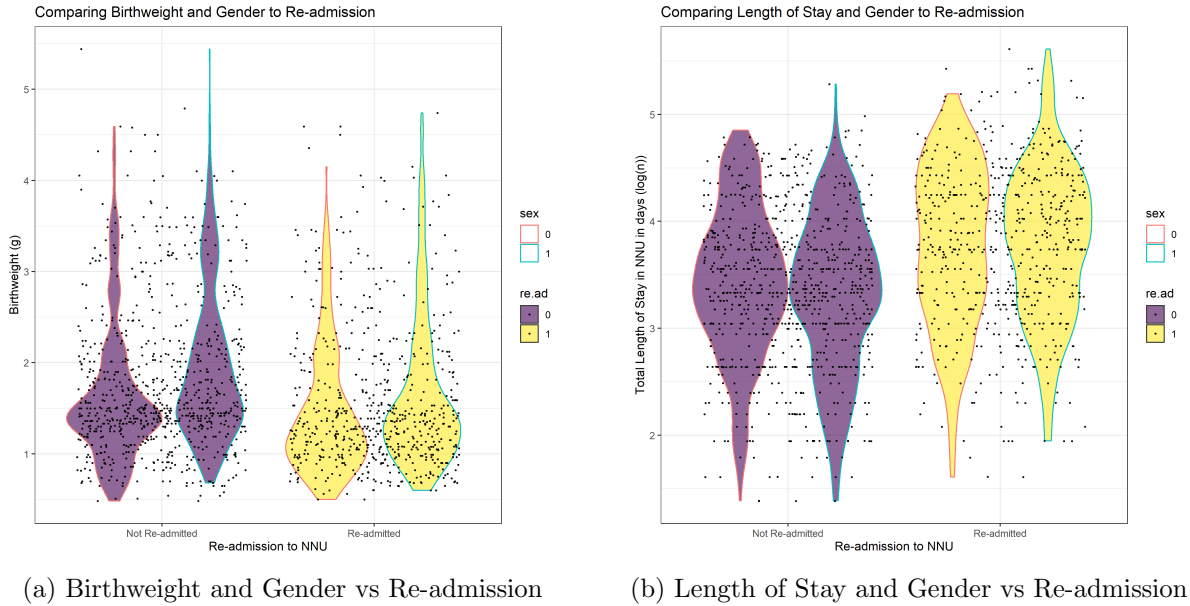 Comparing Birthweight and Gender to Re-admission
Birthweight (g)
5
4
3
2
1
Not Re-admitted
Re-admitted
Re-admission to NNU
sex
0
1
re.ad
0
1
(a) Birthweight and Gender vs Re-admission
Comparing Length of Stay and Gender to Re-admission
Total Length of Stay in NNU in days (log(n))
5
4
3
2
Not Re-admitted
Re-admitted
Re-admission to NNU
sex
0
1
re.ad
0
1
(b) Length of Stay and Gender vs Re-admission